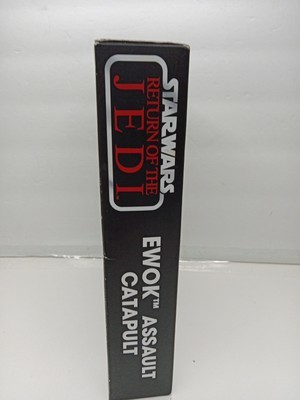 STAR WARS
RETURN OF THE
JEDI
EWOK™ ASSAULT
CATAPULT